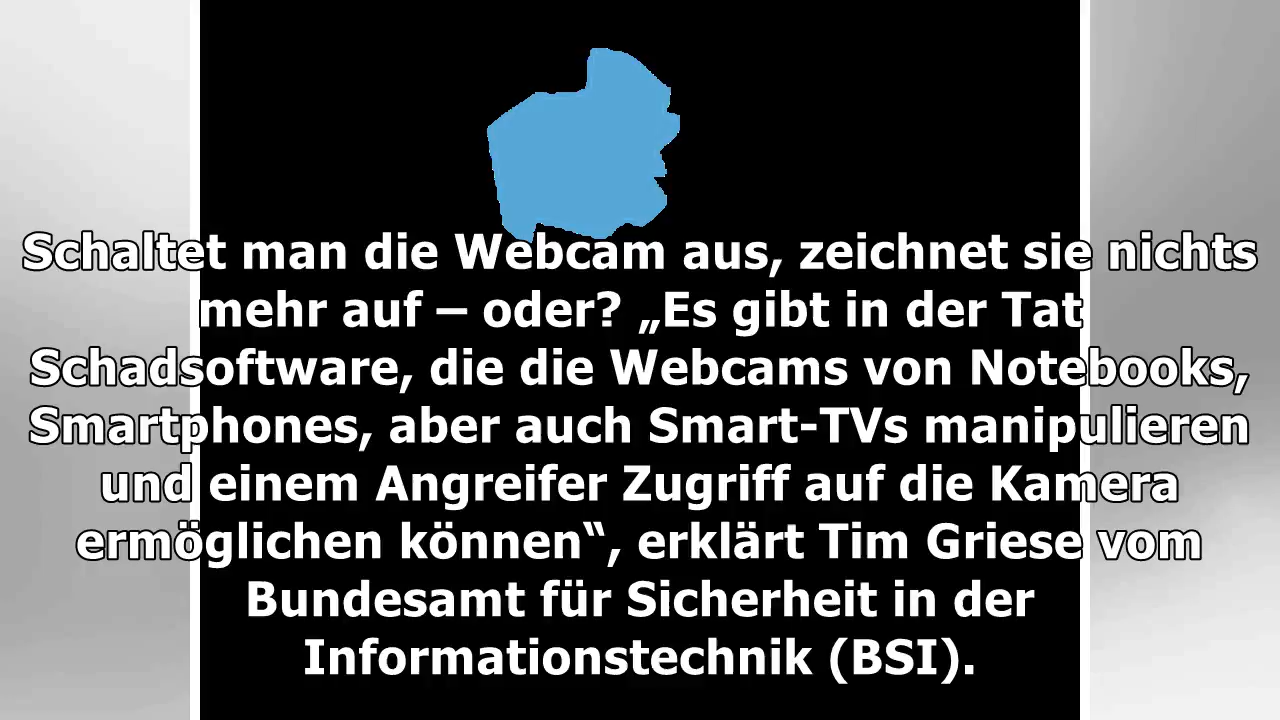 Schaltet man die Webcam aus, zeichnet sie nichts
mehr auf – oder? „Es gibt in der Tat
Schadsoftware, die die Webcams von Notebooks,
Smartphones, aber auch Smart-TVs manipulieren
und einem Angreifer Zugriff auf die Kamera
ermöglichen können“, erklärt Tim Griese vom
Bundesamt für Sicherheit in der
Informationstechnik (BSI).